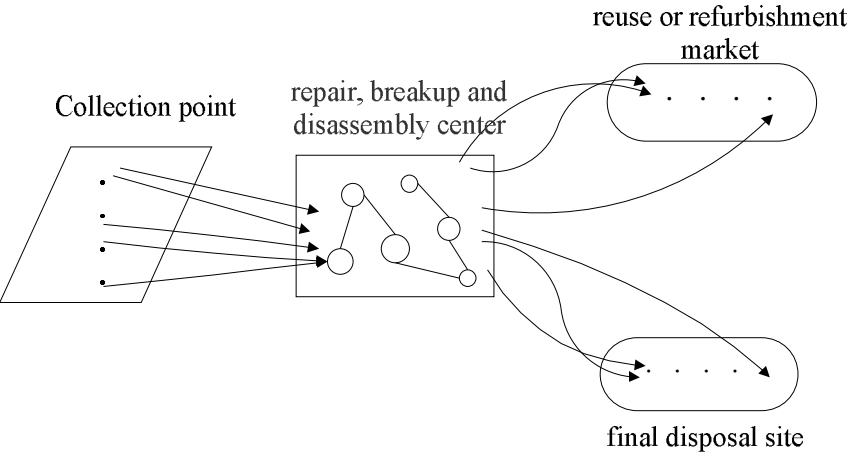 reuse or refurbishment
market
Collection point
repair, breakup and
disassembly center
final disposal site